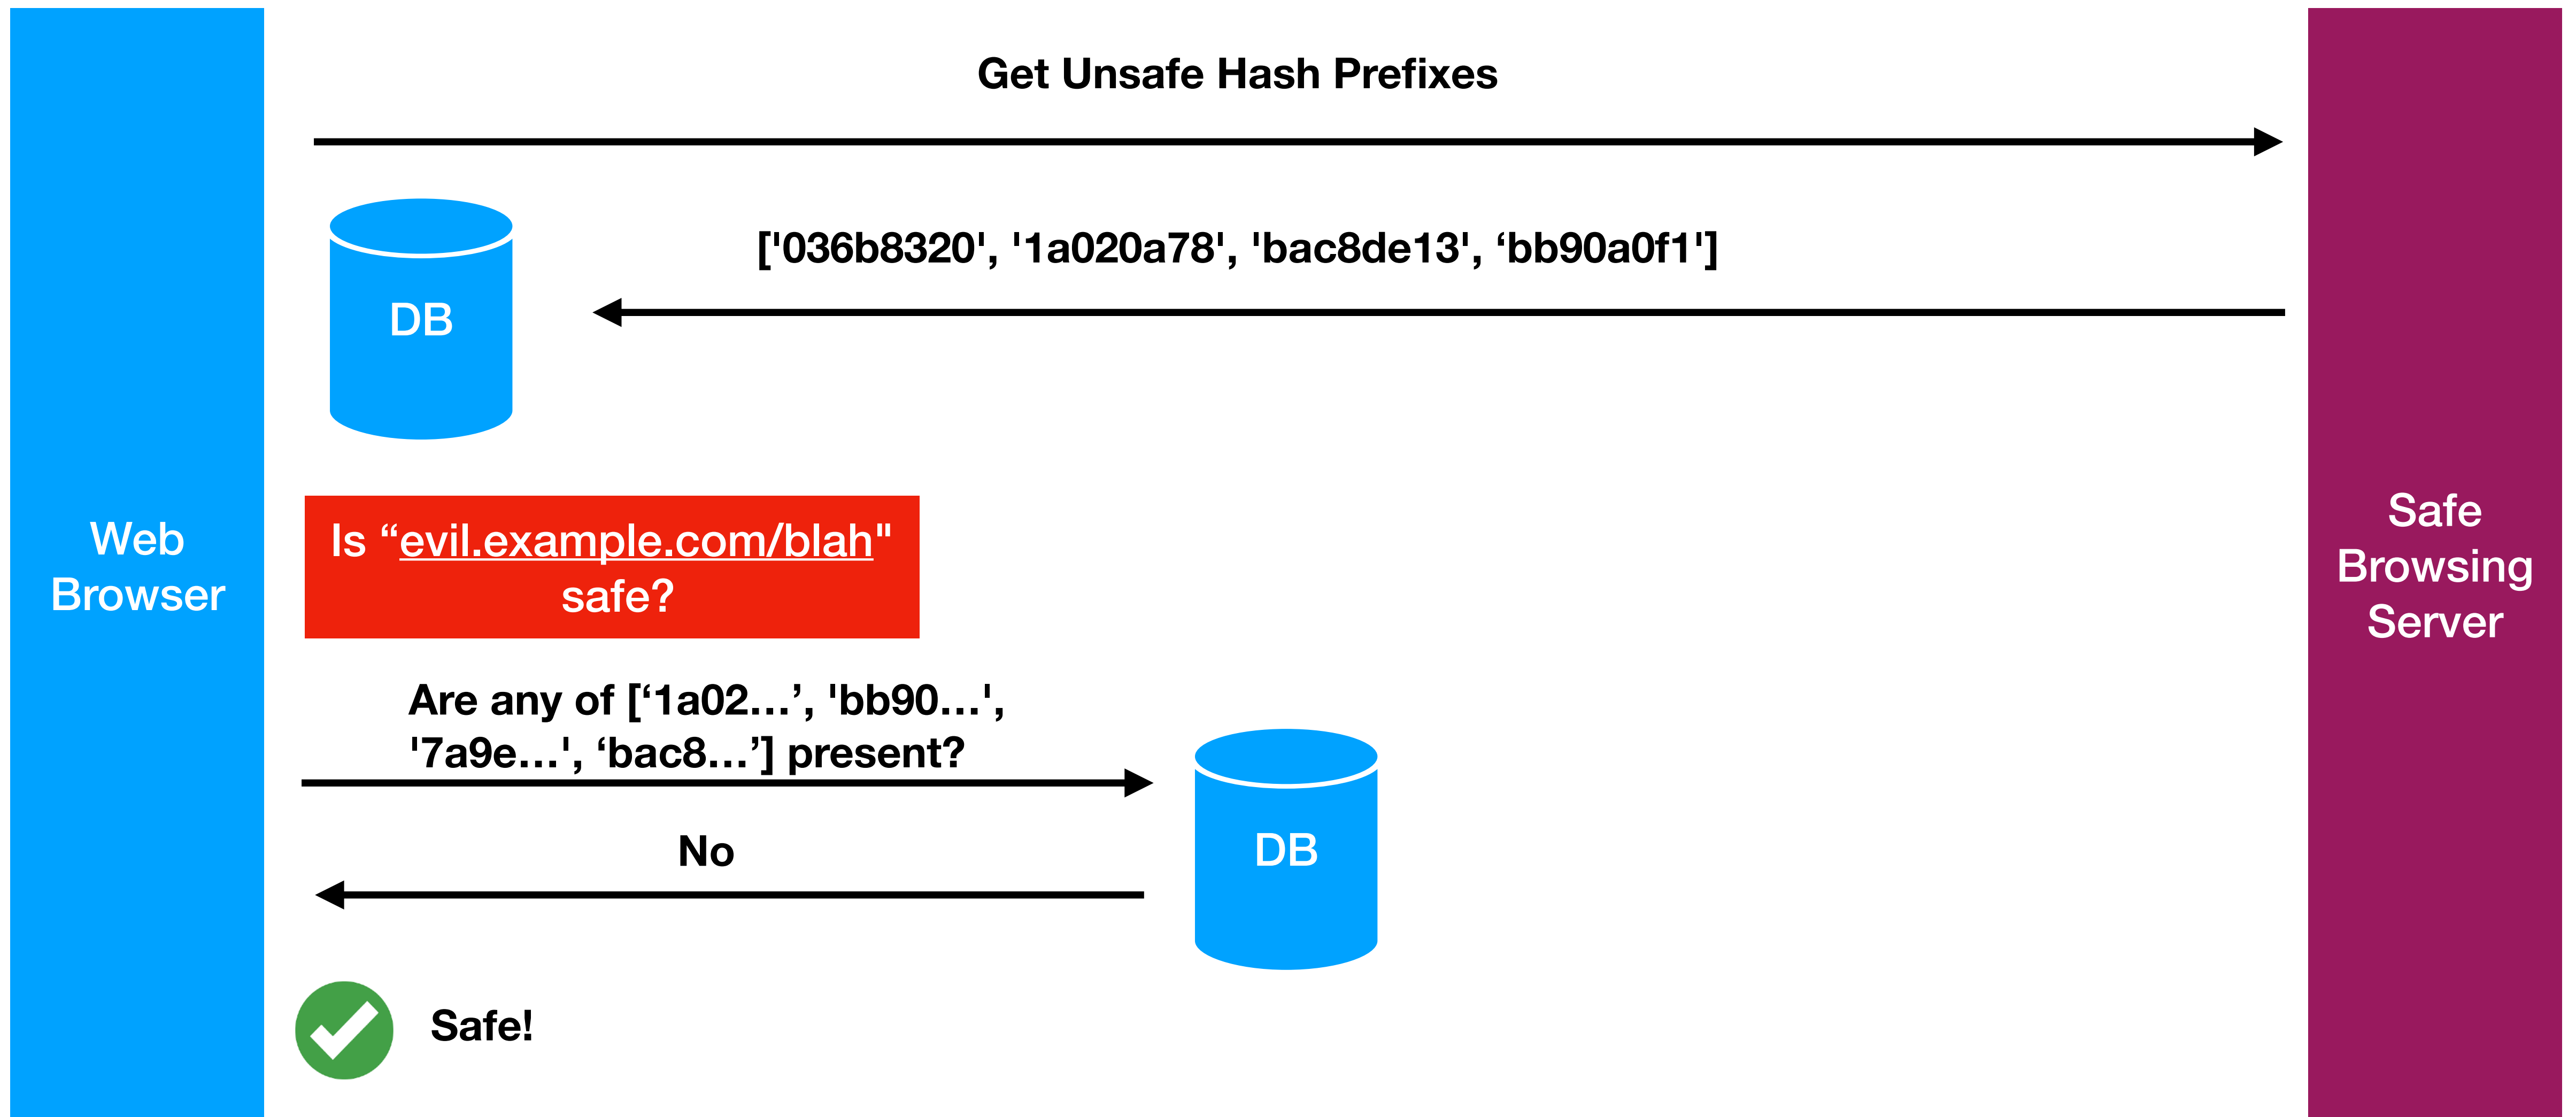 Get Unsafe Hash Prefixes
['036b8320', '1a020a78', 'bac8de13', ‘bb90a0f1']
DB
Web
Browser
Is “evil.example.com/blah"
safe?
Safe
Browsing
Server
Are any of [‘1a02...’, 'bb90...',
'7a9e...', ‘bac8...’] present?
No
DB
Safe!